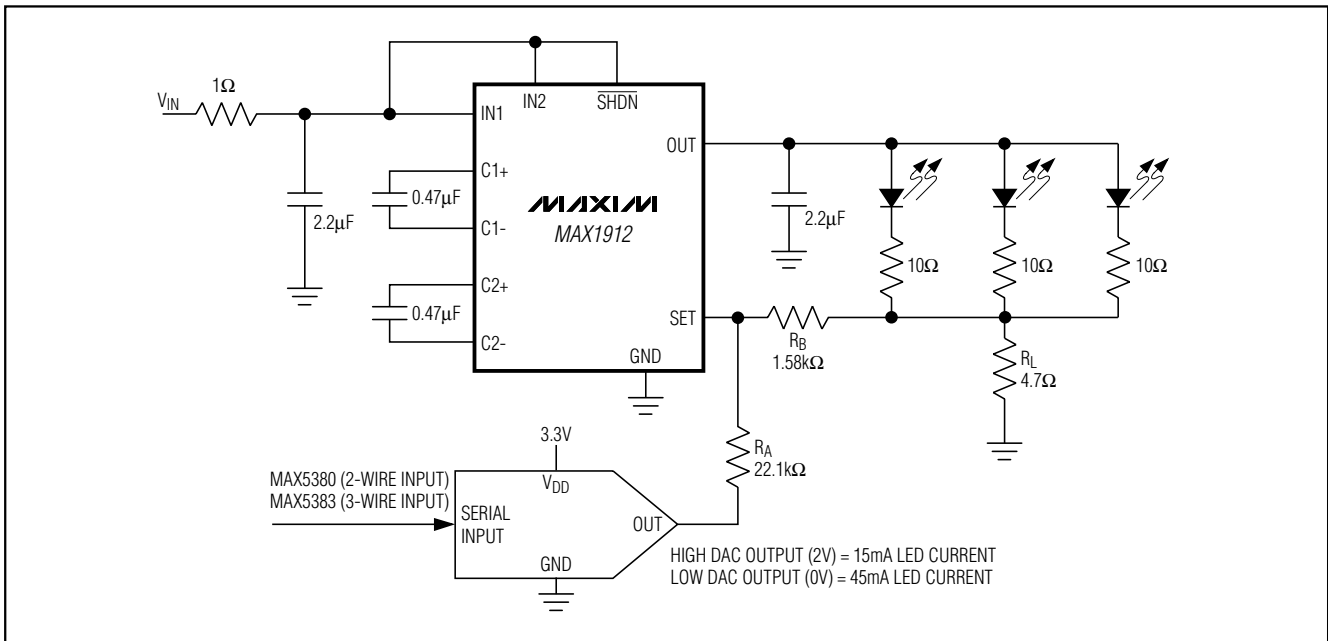 1Ω
V_IN
IN2
SHDN
IN1
OUT
C1+
0.47µF
C1-
2.2µF
MAXIM
MAX1912
2.2µF
10Ω
10Ω
10Ω
C2+
0.47µF
C2-
SET
R_B
1.58kΩ
GND
R_L
4.7Ω
3.3V
R_A
22.1kΩ
MAX5380 (2-WIRE INPUT)
MAX5383 (3-WIRE INPUT)
V_DD
SERIAL
INPUT
OUT
GND
HIGH DAC OUTPUT (2V) = 15mA LED CURRENT
LOW DAC OUTPUT (0V) = 45mA LED CURRENT